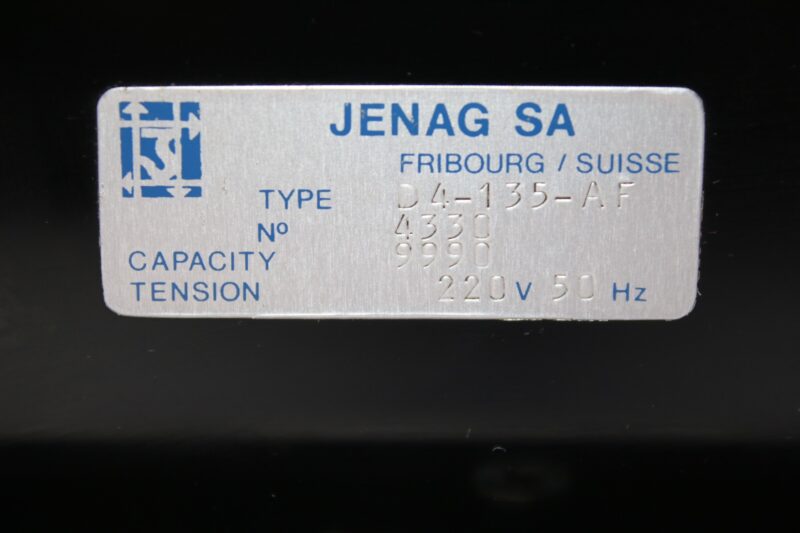 JENAG SA
FRIBOURG / SUISSE
TYPE D4-135-AF
Nº 4330
CAPACITY 9990
TENSION 220 V 50 Hz